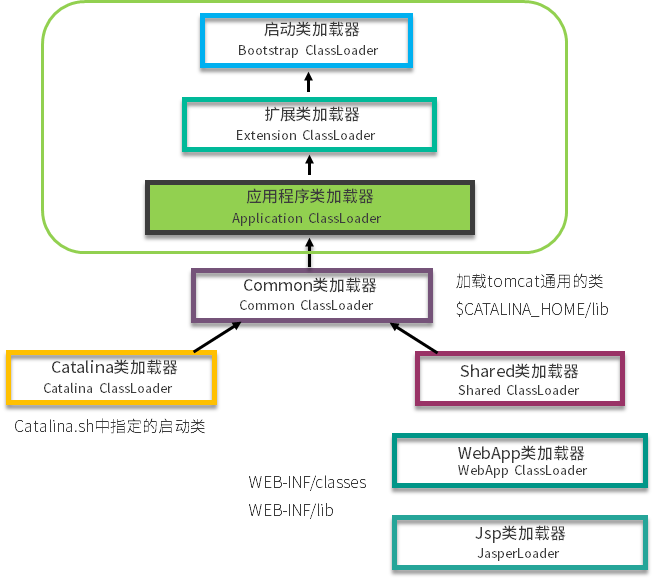 启动类加载器
Bootstrap ClassLoader
扩展类加载器
Extension ClassLoader
应用程序类加载器
Application ClassLoader
Common类加载器
Common ClassLoader
加载tomcat通用的类
$CATALINA_HOME/lib
Catalina类加载器
Catalina ClassLoader
Catalina.sh中指定的启动类
Shared类加载器
Shared ClassLoader
WebApp类加载器
WebApp ClassLoader
WEB-INF/classes
WEB-INF/lib
Jsp类加载器
JasperLoader